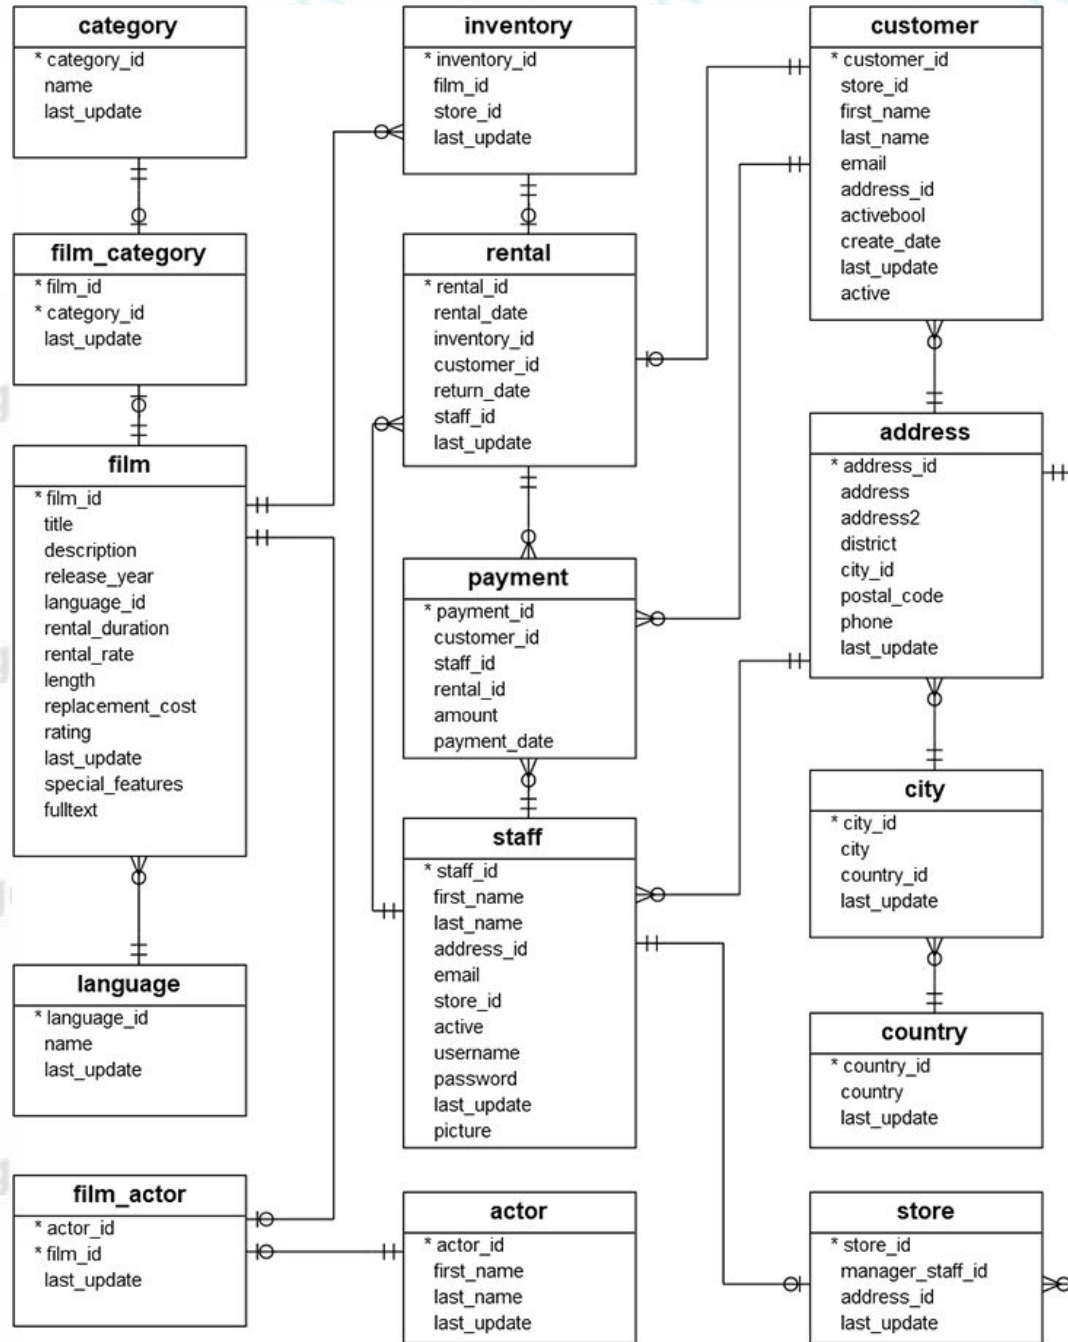 category
* category_id
name
last_update
film_category
* film_id
* category_id
last_update
film
* film_id
title
description
release_year
language_id
rental_duration
rental_rate
length
replacement_cost
rating
last_update
special_features
fulltext
language
* language_id
name
last_update
film_actor
* actor_id
* film_id
last_update
inventory
* inventory_id
film_id
store_id
last_update
rental
* rental_id
rental_date
inventory_id
customer_id
return_date
staff_id
last_update
payment
* payment_id
customer_id
staff_id
rental_id
amount
payment_date
staff
* staff_id
first_name
last_name
address_id
email
store_id
active
username
password
last_update
picture
actor
* actor_id
first_name
last_name
last_update
customer
* customer_id
store_id
first_name
last_name
email
address_id
activebool
create_date
last_update
active
address
* address_id
address
address2
district
city_id
postal_code
phone
last_update
city
* city_id
city
country_id
last_update
country
* country_id
country
last_update
store
* store_id
manager_staff_id
address_id
last_update